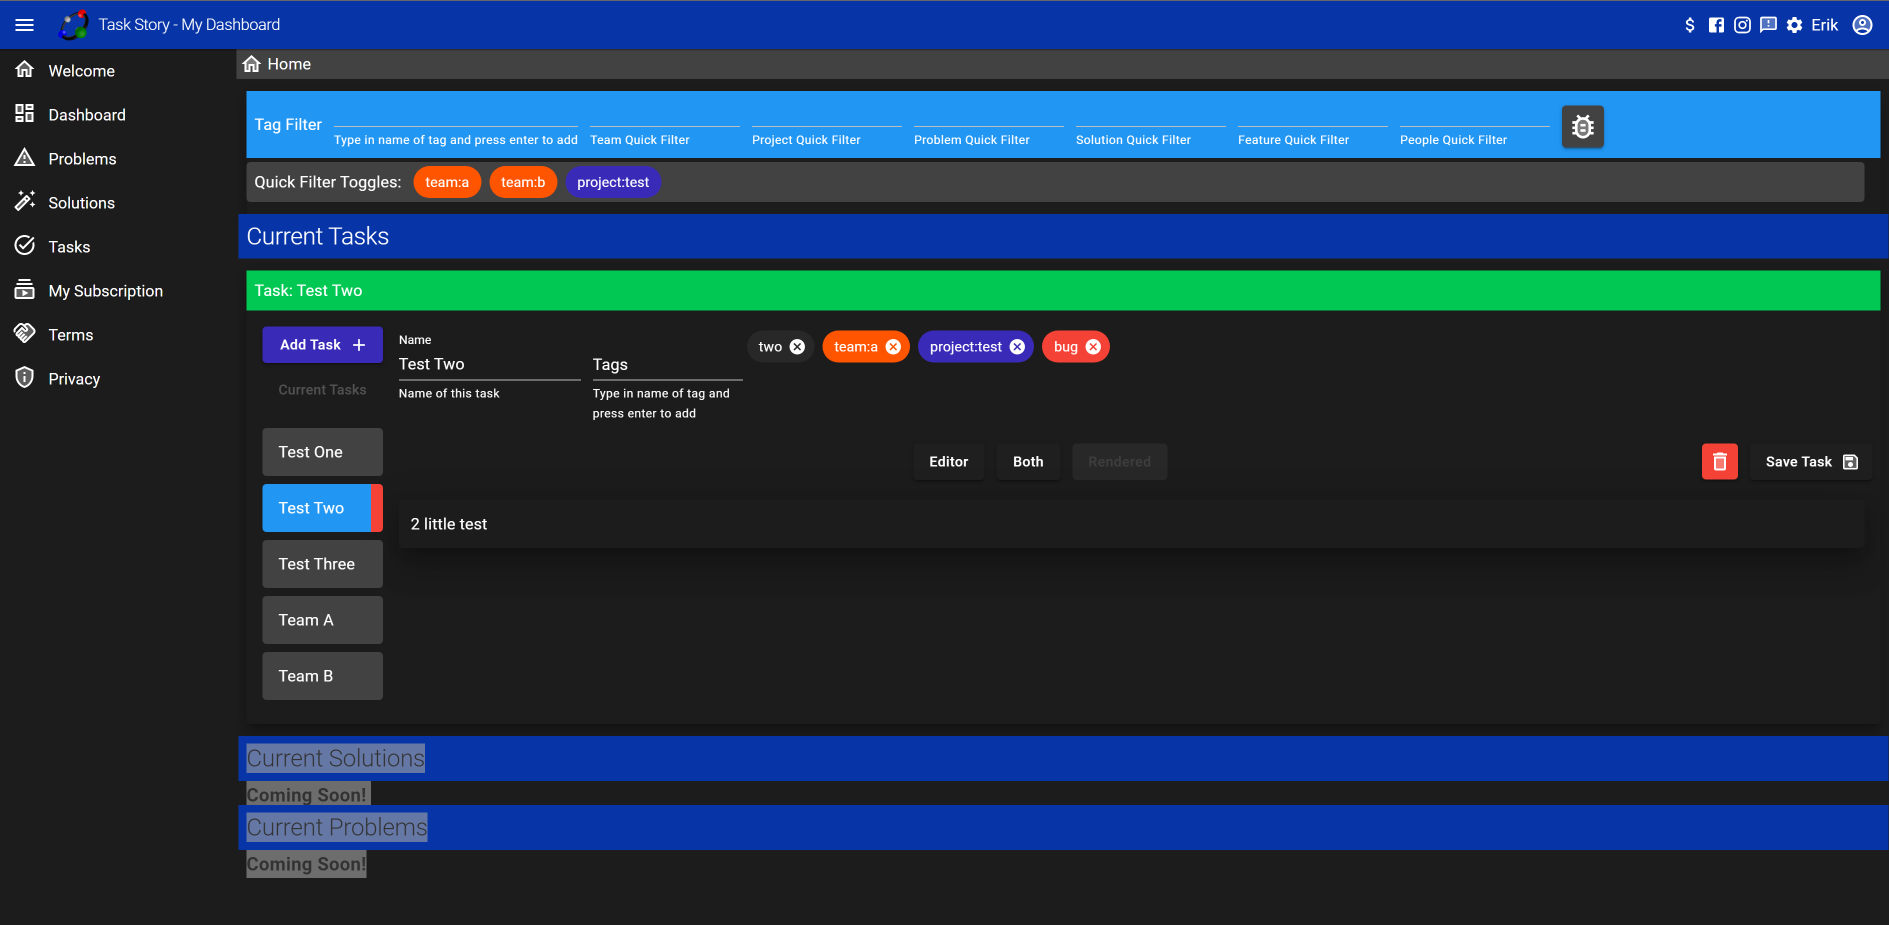 Task Story - My Dashboard
Erik
Welcome
Dashboard
Problems
Solutions
Tasks
My Subscription
Terms
Privacy
Home
Tag Filter
Type in name of tag and press enter to add
Team Quick Filter
Project Quick Filter
Problem Quick Filter
Solution Quick Filter
Feature Quick Filter
People Quick Filter
Quick Filter Toggles: team:a team:b project:test
Current Tasks
Task: Test Two
Add Task
Current Tasks
Test One
Test Two
Test Three
Team A
Team B
Name
Test Two
Name of this task
Tags
Type in name of tag and
press enter to add
two team:a project:test bug
Editor Both Rendered
Save Task
2 little test
Current Solutions
Coming Soon!
Current Problems
Coming Soon!